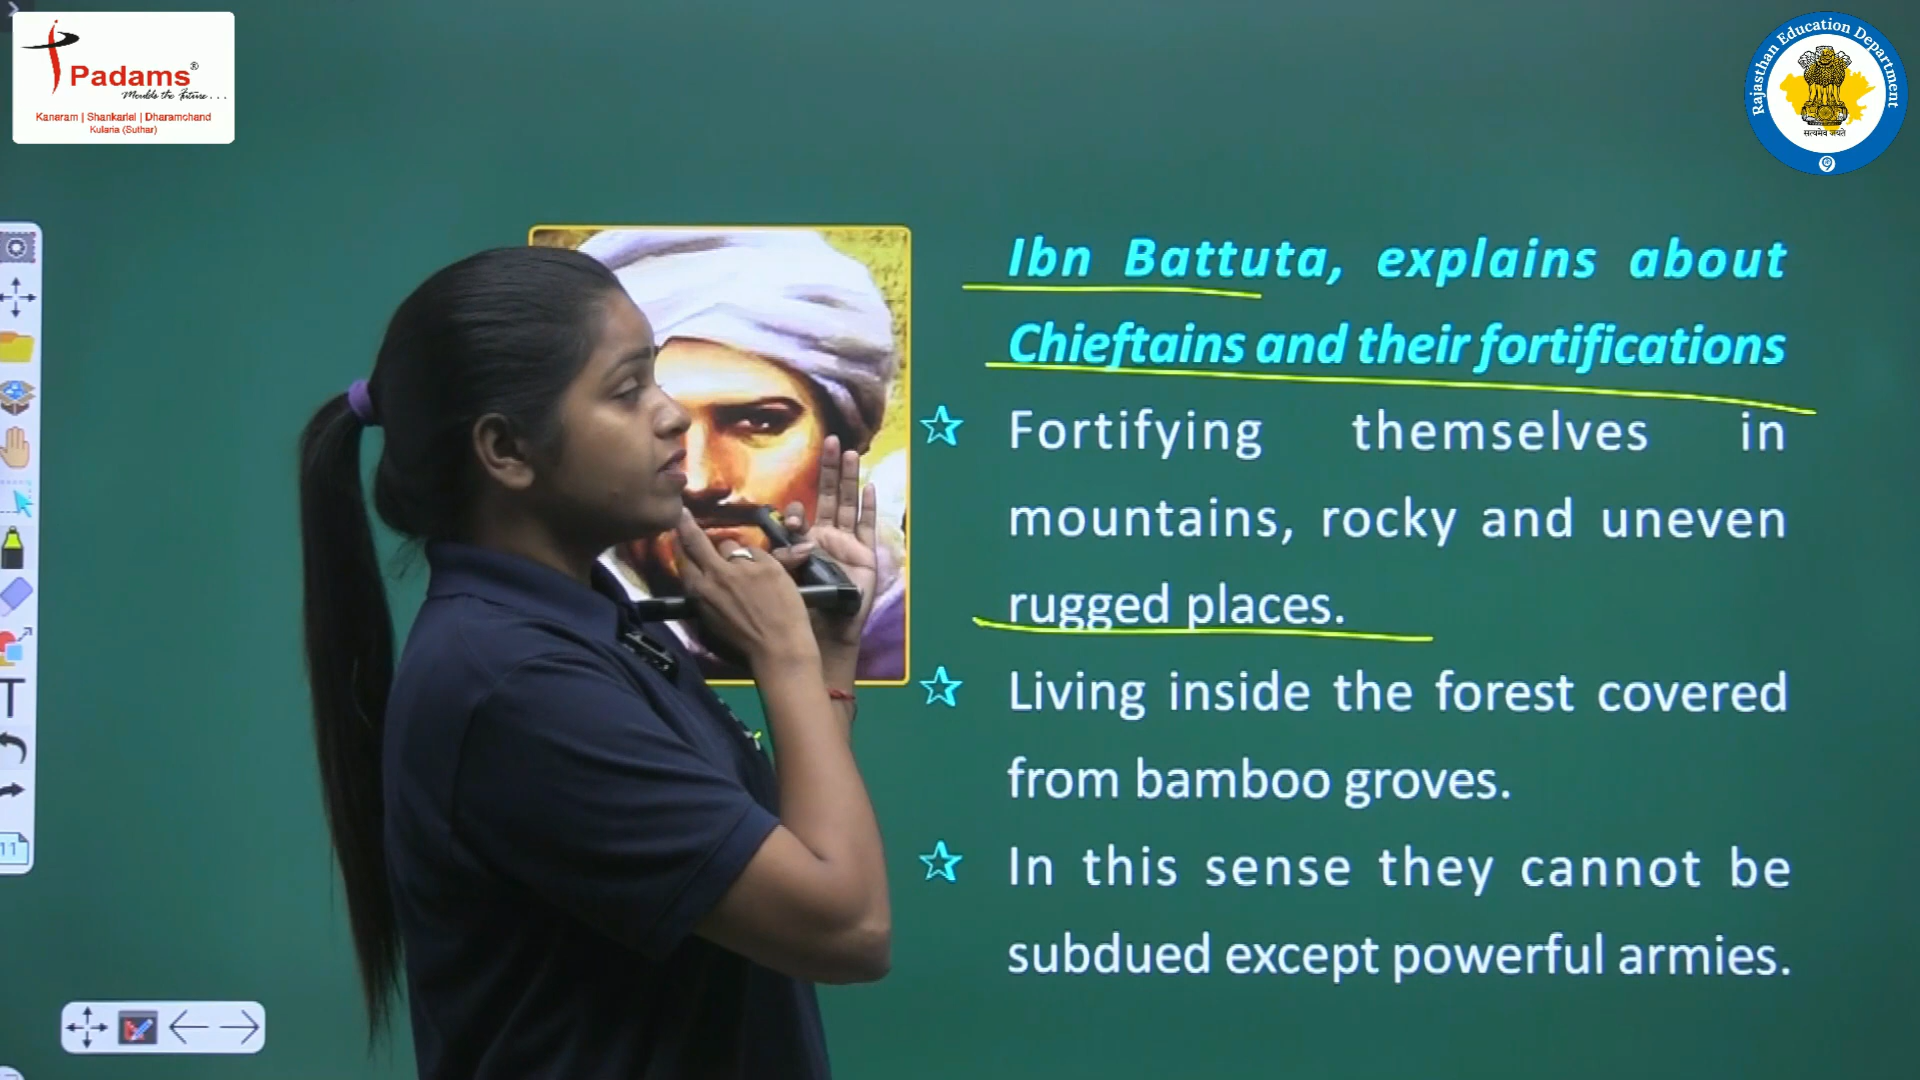 Padams®
Moulds the Future...
Kanaram | Shankarlal | Dharamchand
Kularia (Suthar)
Rajasthan Education Department
सत्यमेव जयते
Ibn Battuta, explains about
Chieftains and their fortifications
Fortifying themselves in
mountains, rocky and uneven
rugged places.
Living inside the forest covered
from bamboo groves.
In this sense they cannot be
subdued except powerful armies.
T
11